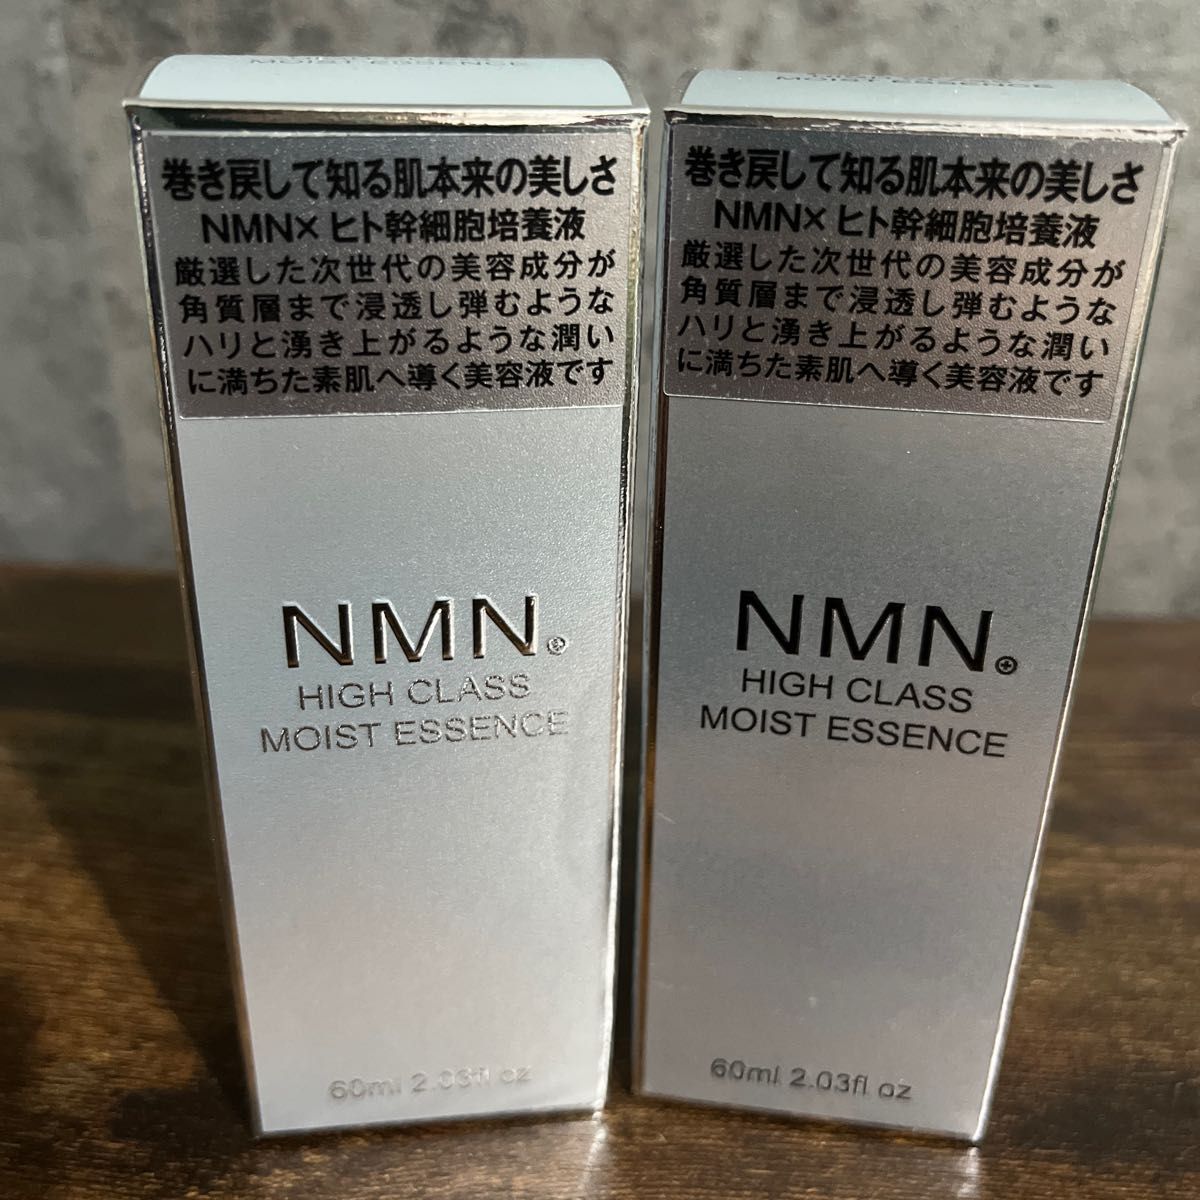 MOIST ESSENCE
巻き戻して知る肌本来の美しさ
NMN× ヒト幹細胞培養液
厳選した次世代の美容成分が
角質層まで浸透し弾むような
ハリと湧き上がるような潤い
に満ちた素肌へ導く美容液です
NMN
HIGH CLASS
MOIST ESSENCE
60ml 2.03fl oz
MOIST ESSENCE
巻き戻して知る肌本来の美しさ
NMN× ヒト幹細胞培養液
厳選した次世代の美容成分が
角質層まで浸透し弾むような
ハリと湧き上がるような潤い
に満ちた素肌へ導く美容液です
NMN
HIGH CLASS
MOIST ESSENCE
60ml 2.03fl oz